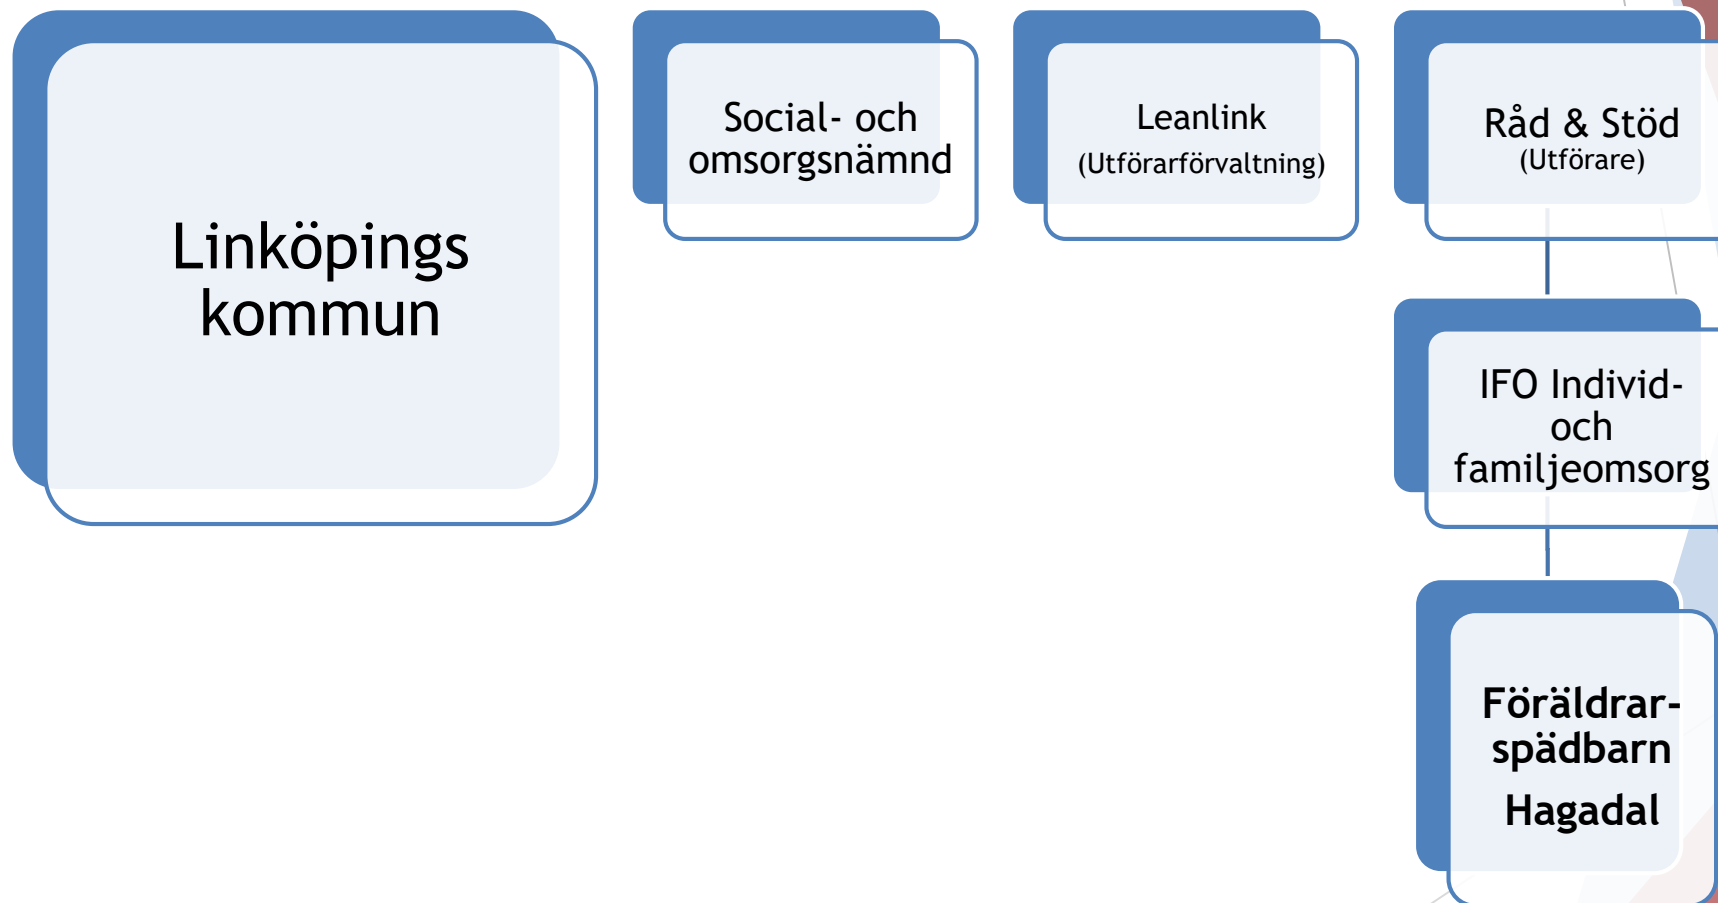 Linköpings
kommun
Social- och
omsorgsnämnd
Leanlink
(Utförarförvaltning)
Råd & Stöd
(Utförare)
IFO Individ-
och
familjeomsorg
Föräldrar-
spädbarn
Hagadal